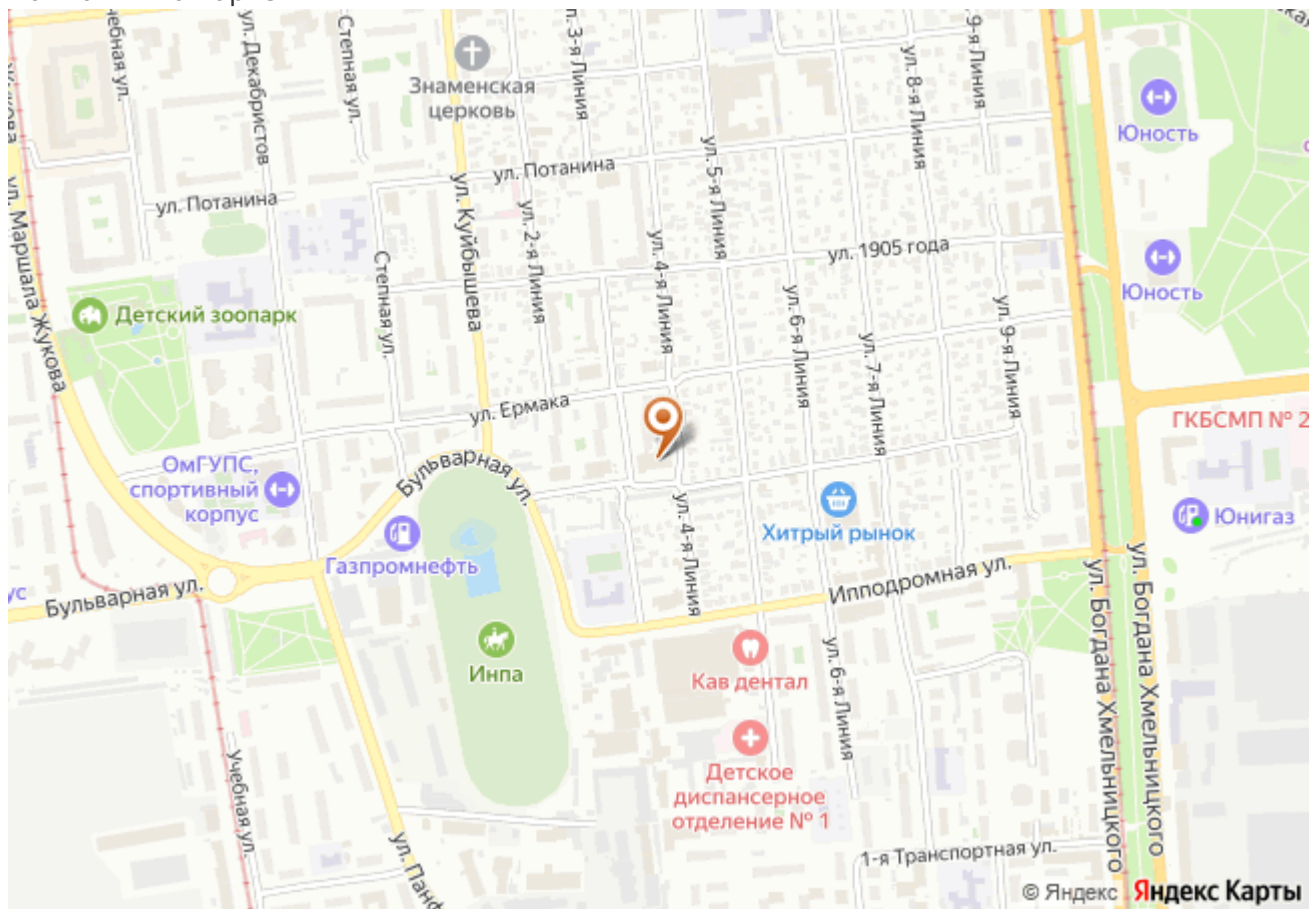 ул. Декабристов
Степная ул.
Знаменская
церковь
3-я Линия
ул. 8-я Линия
9-я Линия
Юность
ул. Потанина
ул. Потанина
ул. Маршала Жукова
ул. Куйбышева
ул. 2-я Линия
ул. 5-я Линия
ул. 4-я Линия
ул. 1905 года
Юность
Степная ул.
Детский зоопарк
ул. 6-я Линия
ул. 7-я Линия
ул. 9-я Линия
ул. Ермака
ГКБСМП № 2
ОмГУПС,
спортивный
корпус
Бульварная ул.
Газпромнефть
Хитрый рынок
Юнигаз
ул. 4-я Линия
Ипподромная ул.
Бульварная ул.
Инпа
Кав дентал
ул. 6-я Линия
ул. Богдана Хмельницкого
ул. Богдана Хмельницкого
Учебная ул.
Детское
диспансерное
отделение № 1
1-я Транспортная ул.
© Яндекс Яндекс Карты